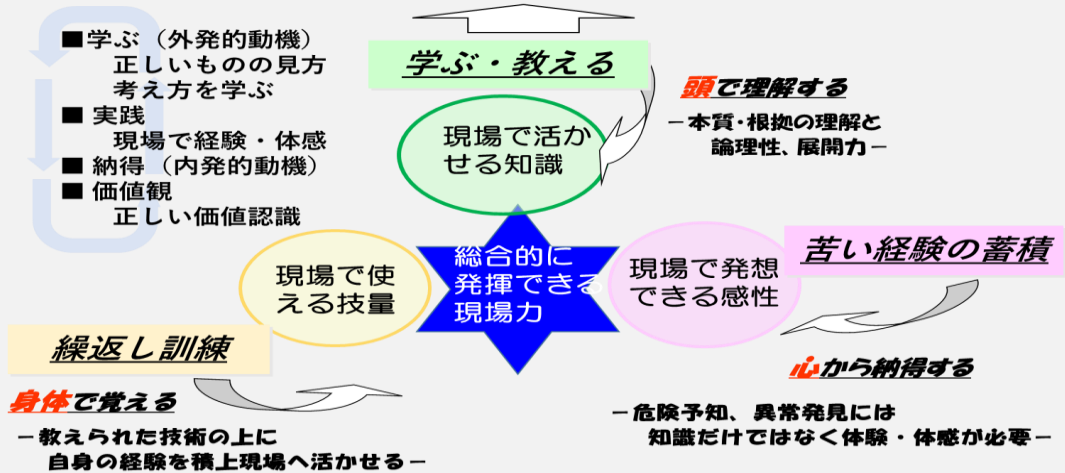 ■学ぶ（外発的動機）
正しいものの見方
考え方を学ぶ
■ 実践
現場で経験・体感
■ 納得（内発的動機）
■ 価値観
正しい価値認識
学ぶ・教える
頭で理解する
－本質・根拠の理解と
論理性、展開力－
現場で活か
せる知識
総合的に
発揮できる
現場力
現場で使
える技量
現場で発想
できる感性
苦い経験の蓄積
心から納得する
－危険予知、異常発見には
知識だけではなく体験・体感が必要－
繰返し訓練
身体で覚える
－教えられた技術の上に
自身の経験を積上現場へ活かせる－